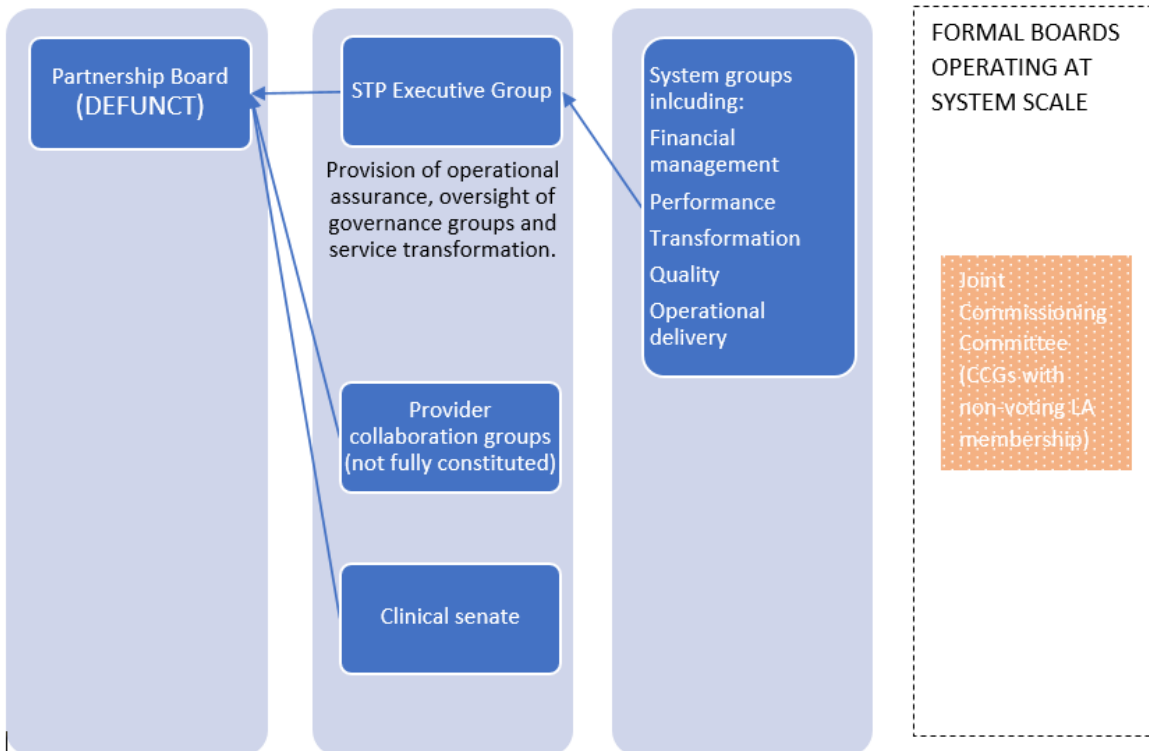 Partnership Board
(DEFUNCT)
STP Executive Group
Provision of operational
assurance, oversight of
governance groups and
service transformation.
Provider
collaboration groups
(not fully constituted)
Clinical senate
System groups
inlcuding:
Financial
management
Performance
Transformation
Quality
Operational
delivery
FORMAL BOARDS
OPERATING AT
SYSTEM SCALE
Joint
Commissioning
Committee
(CCGs with
non-voting LA
membership)